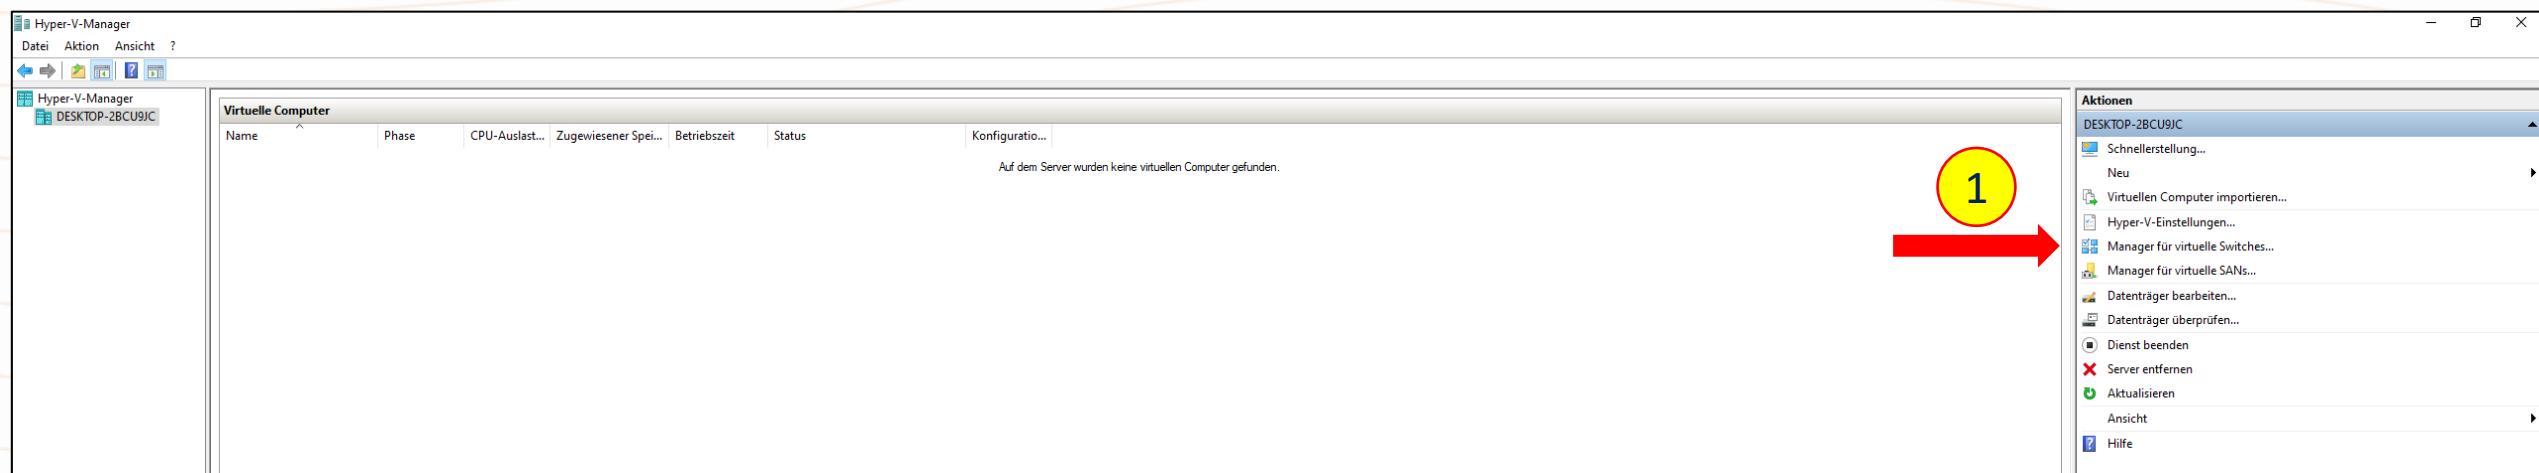 Hyper-V-Manager
Datei Aktion Ansicht ?
Hyper-V-Manager
DESKTOP-2BCU9JC
Virtuelle Computer
Name Phase CPU-Auslast... Zugewiesener Spei... Betriebszeit Status Konfiguratio...
Auf dem Server wurden keine virtuellen Computer gefunden.
1
Aktionen
DESKTOP-2BCU9JC
Schnellerstellung...
Neu
Virtuellen Computer importieren...
Hyper-V-Einstellungen...
Manager für virtuelle Switches...
Manager für virtuelle SANs...
Datenträger bearbeiten...
Datenträger überprüfen...
Dienst beenden
Server entfernen
Aktualisieren
Ansicht
Hilfe